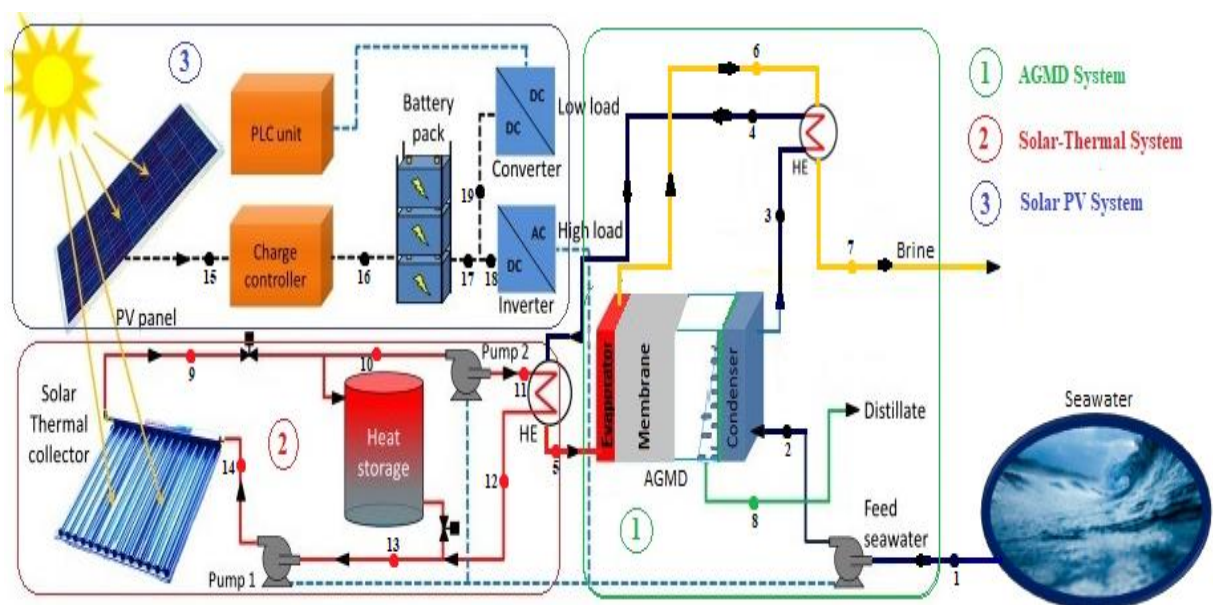 3
PLC unit
Battery
pack
DC
DC
Low load
Converter
19
AC
DC
High load
Inverter
Charge
controller
15
16
17
18
PV panel
6
4
HE
3
7
Brine
1
AGMD System
2
Solar-Thermal System
3
Solar PV System
9
10
Pump 2
11
HE
Solar
Thermal
collector
2
Heat
storage
14
12
5
13
Pump 1
Evaporator
Membrane
Condenser
AGMD
2
Distillate
8
1
Feed
seawater
1
Seawater